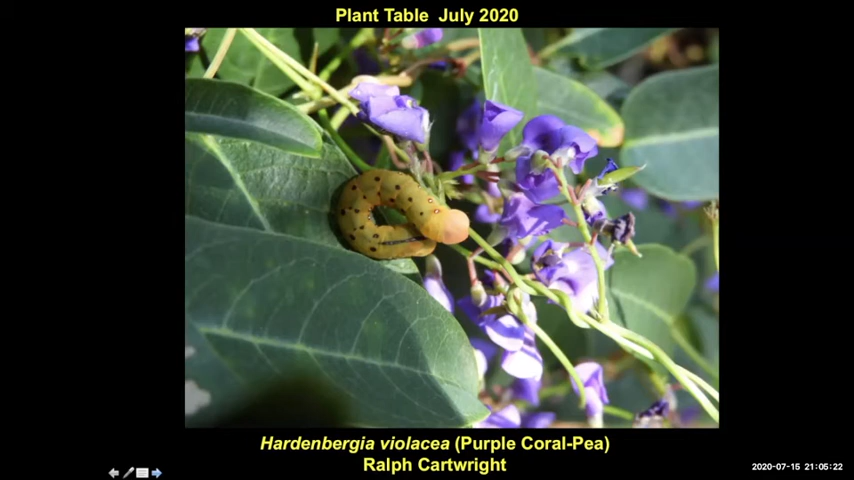 Plant Table July 2020
Hardenbergia violacea (Purple Coral-Pea)
Ralph Cartwright
2020-07-15 21:05:22